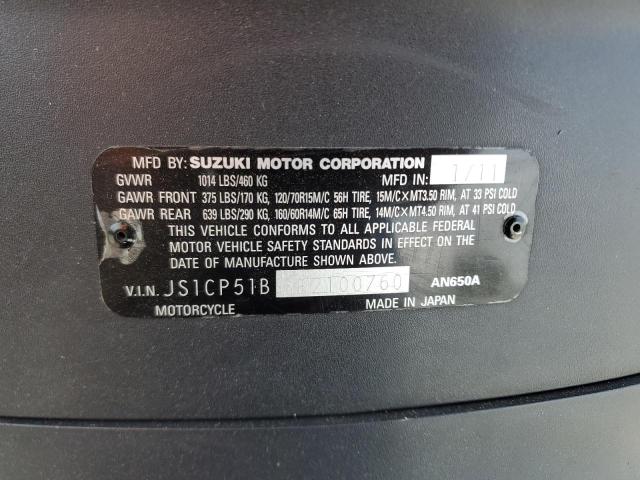 MFD BY: SUZUKI MOTOR CORPORATION MFD IN: 1/11
GVWR 1014 LBS/460 KG
GAWR FRONT 375 LBS/170 KG, 120/70R15M/C 56H TIRE, 15M/C×MT3.50 RIM, AT 33 PSI COLD
GAWR REAR 639 LBS/290 KG, 160/60R14M/C 65H TIRE, 14M/C×MT4.50 RIM, AT 41 PSI COLD
THIS VEHICLE CONFORMS TO ALL APPLICABLE FEDERAL
MOTOR VEHICLE SAFETY STANDARDS IN EFFECT ON THE
DATE OF MANUFACTURE SHOWN ABOVE.
V.I.N. AN650A
MOTORCYCLE MADE IN JAPAN